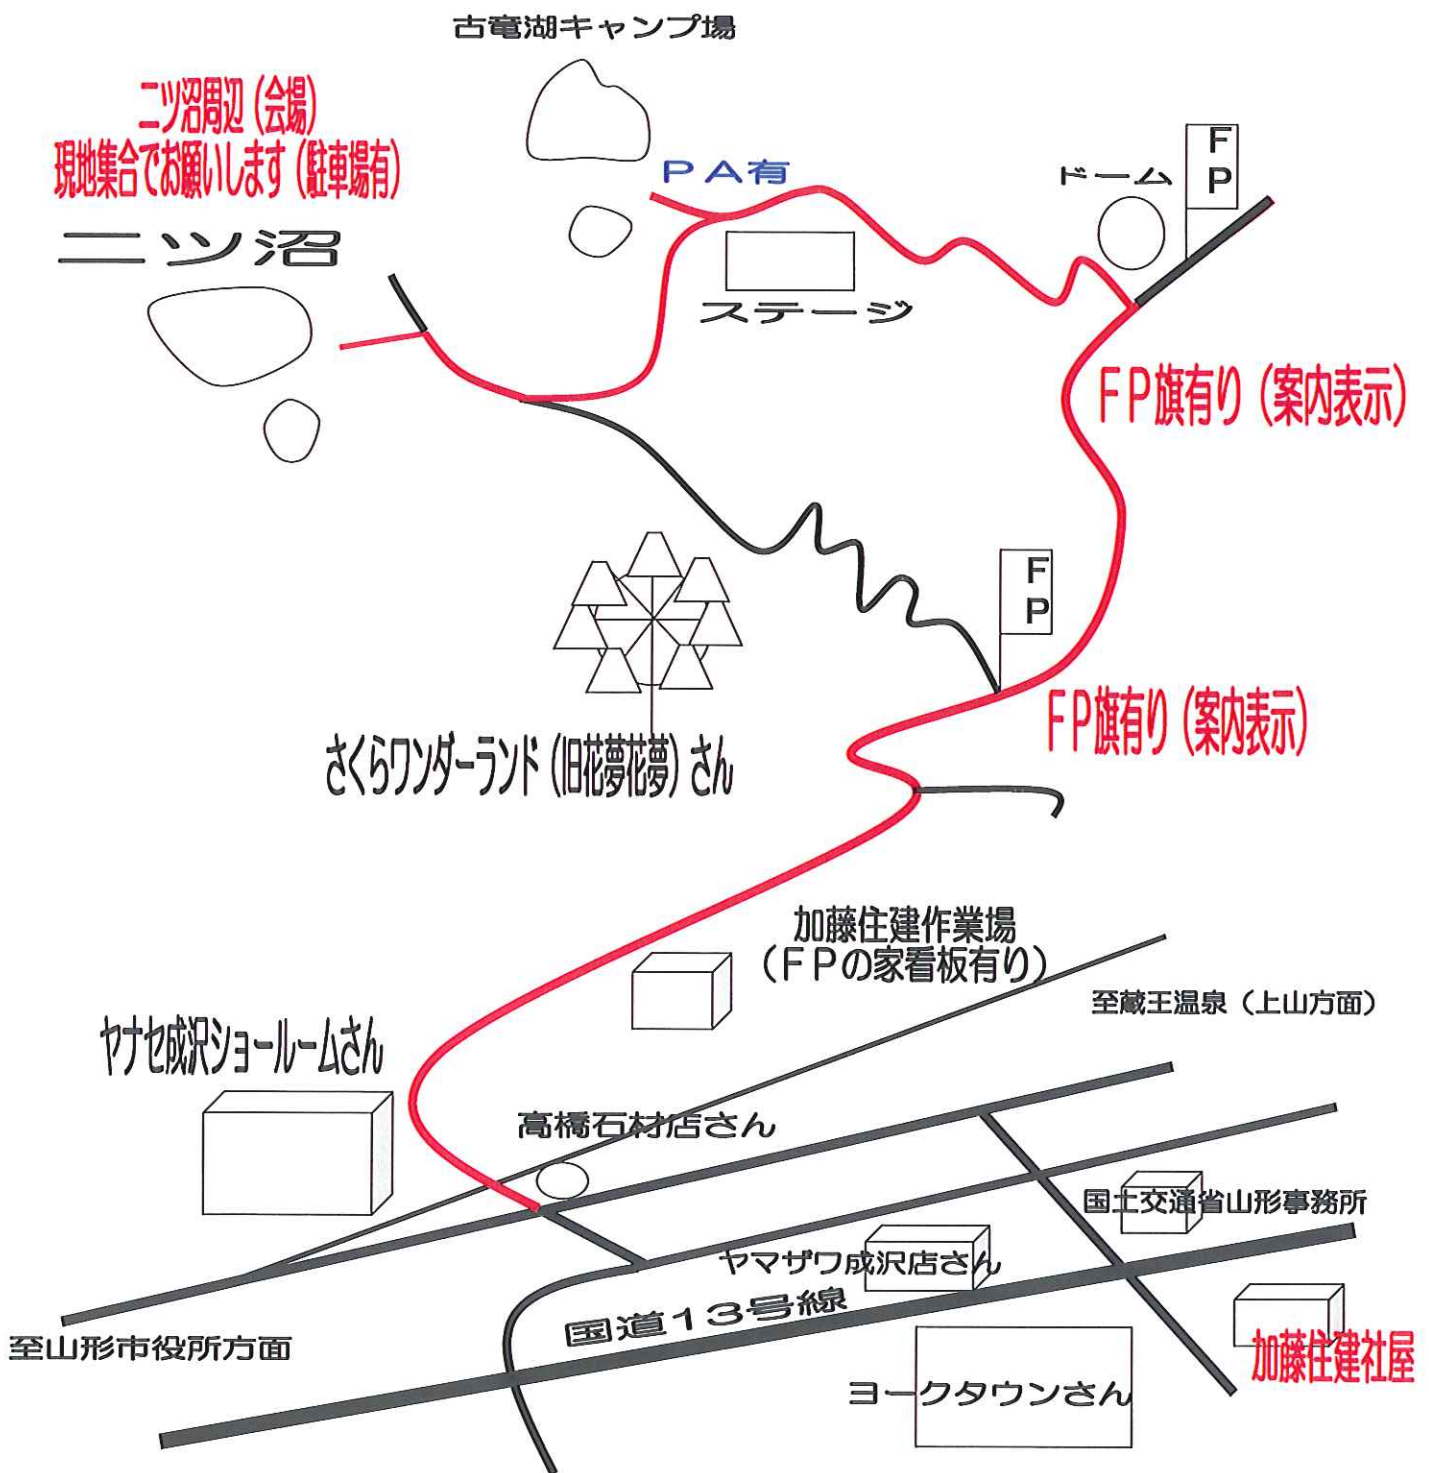 古竜湖キャンプ場
二ツ沼周辺（会場）
現地集合でお願いします（駐車場有）
二ツ沼
ＰＡ有
ドーム
Ｆ
Ｐ
ステージ
ＦＰ旗有り（案内表示）
Ｆ
Ｐ
ＦＰ旗有り（案内表示）
さくらワンダーランド（旧花夢花夢）さん
加藤住建作業場
（ＦＰの家看板有り）
至蔵王温泉（上山方面）
ヤナセ成沢ショールームさん
高橋石材店さん
国土交通省山形事務所
ヤマザワ成沢店さん
国道１３号線
至山形市役所方面
加藤住建社屋
ヨークタウンさん